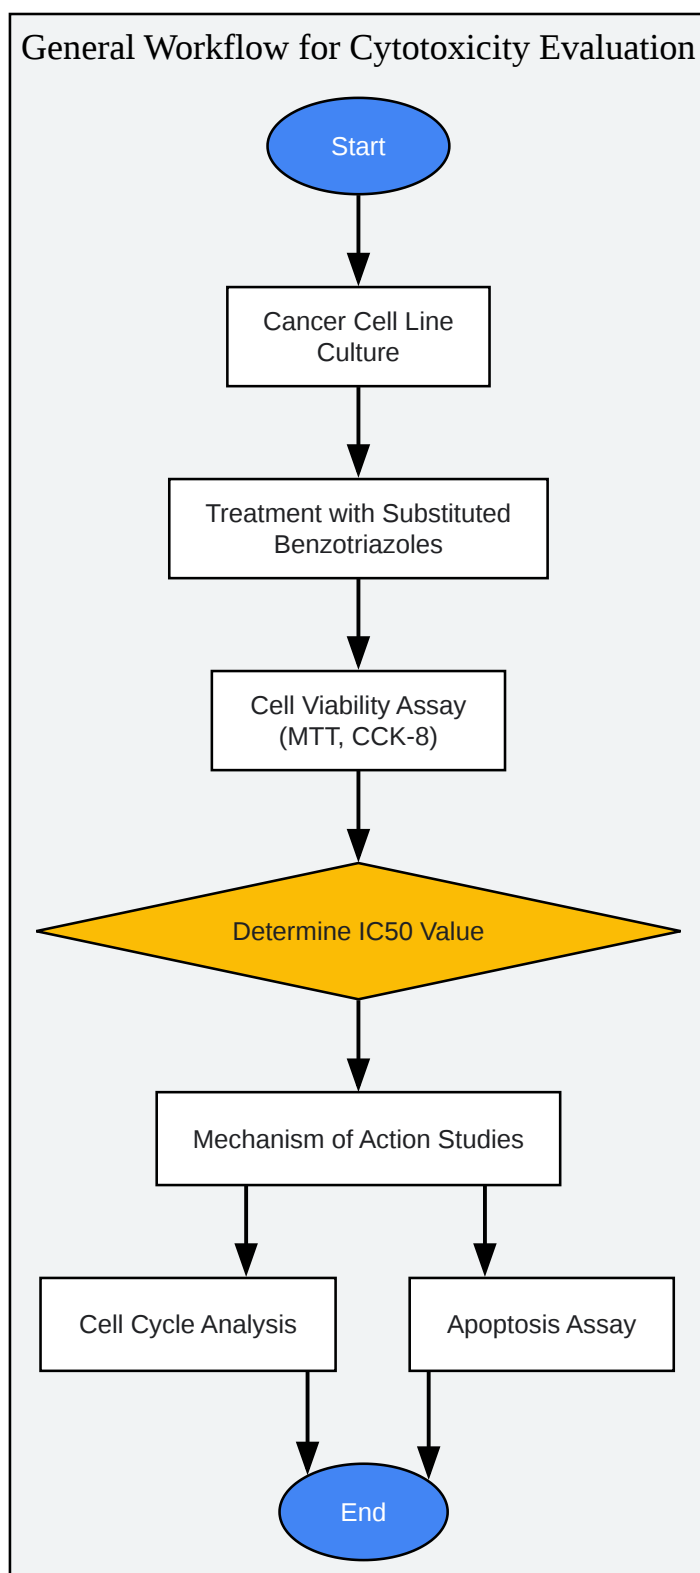 General Workflow for Cytotoxicity Evaluation
Start
Cancer Cell Line
Culture
Treatment with Substituted
Benzotriazoles
Cell Viability Assay
(MTT, CCK-8)
Determine IC50 Value
Mechanism of Action Studies
Cell Cycle Analysis
Apoptosis Assay
End